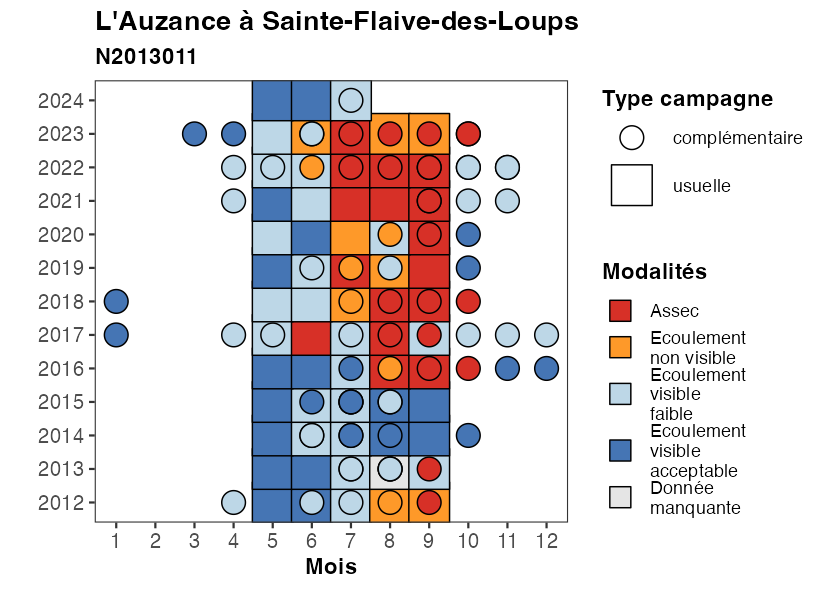 L'Auzance à Sainte-Flaive-des-Loups
N2013011
2024
2023
2022
2021
2020
2019
2018
2017
2016
2015
2014
2013
2012
1 2 3 4 5 6 7 8 9 10 11 12
Mois
Type campagne
complémentaire
usuelle
Modalités
Assec
Ecoulement
non visible
Ecoulement
visible
faible
Ecoulement
visible
acceptable
Donnée
manquante